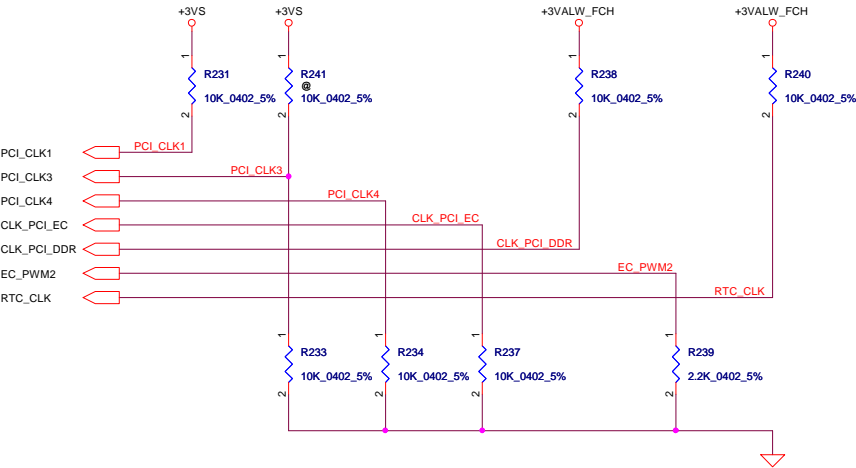 +3VS +3VS +3VALW_FCH +3VALW_FCH
1 1 1 1
R231 R241 R238 R240
@
10K_0402_5% 10K_0402_5% 10K_0402_5% 10K_0402_5%
2 2 2 2
PCI_CLK1 PCI_CLK1
PCI_CLK3 PCI_CLK3
PCI_CLK4 PCI_CLK4
CLK_PCI_EC CLK_PCI_EC
CLK_PCI_DDR CLK_PCI_DDR
EC_PWM2 EC_PWM2
RTC_CLK RTC_CLK
1 1 1 1
R233 R234 R237 R239
10K_0402_5% 10K_0402_5% 10K_0402_5% 2.2K_0402_5%
2 2 2 2